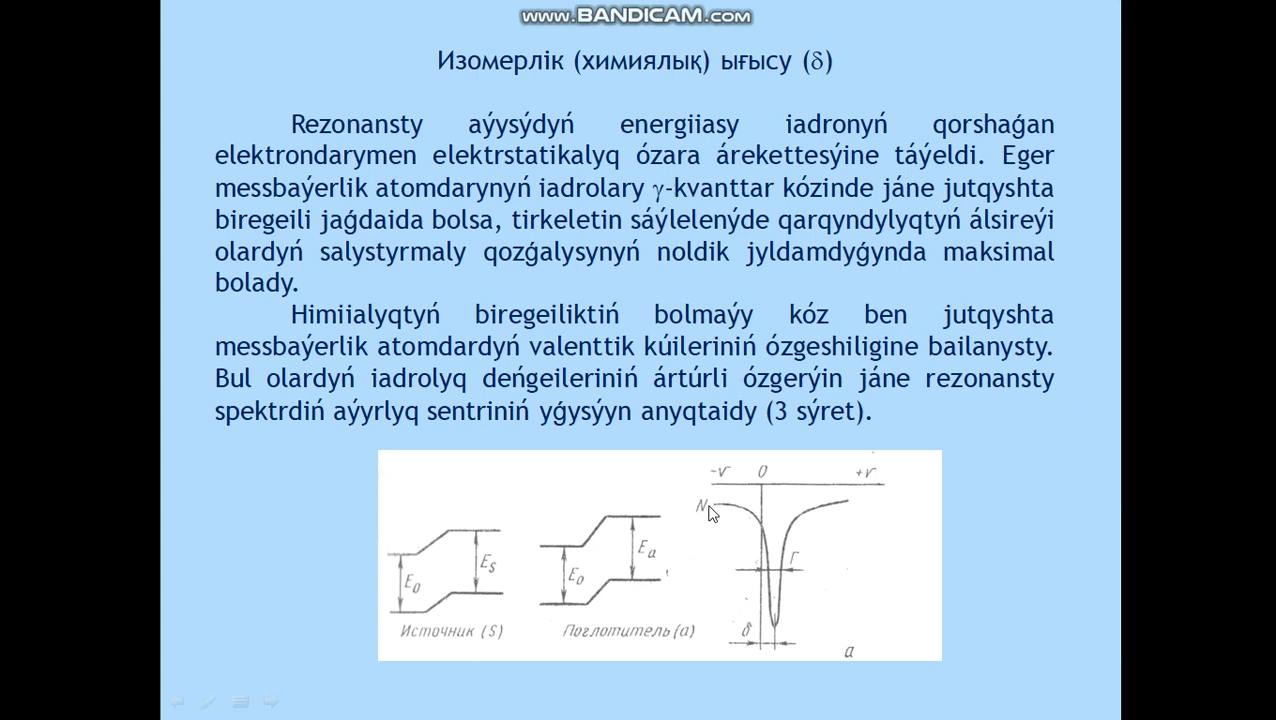 www.BANDICAM.com
Изомерлік (химиялық) ығысу (δ)
Rezonansty aýysýdyń energiiasy iadronyń qorshaǵan
elektrondarymen elektrstatikalyq ózara árekettesýine táýeldi. Eger
messbaýerlik atomdarynyń iadrolary γ-kvanttar kózinde jáne jutqyshta
biregeili jaǵdaida bolsa, tirkeletin sáýlelenýde qarqyndylyqtyń álsireýi
olardyń salystyrmaly qozǵalysynyń noldik jyldamdyǵynda maksimal
bolady.
Himiialyqtyń biregeiliktiń bolmaýy kóz ben jutqyshta
messbaýerlik atomdardyń valenttik kúileriniń ózgeshiligine bailanysty.
Bul olardyń iadrolyq deńgeileriniń ártúrli ózgerýin jáne rezonansty
spektrdiń aýyrlyq sentriniń yǵysýyn anyqtaidy (3 sýret).
-v 0 +v
N
E₀ Es E₀ Ea Г
Источник (S) Поглотитель (a) δ
a